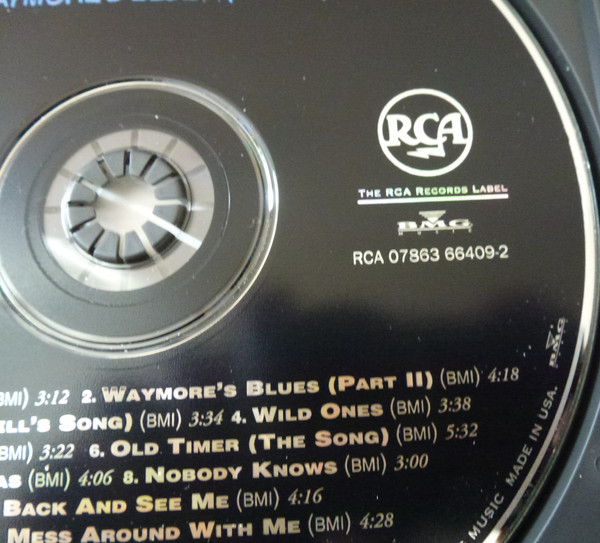 RCA
THE RCA RECORDS LABEL
BMG
RCA 07863 66409-2
BMG
3:12 2. WAYMORE'S BLUES (PART II) (BMI) 4:18
SONG) (BMI) 3:34 4. WILD ONES (BMI) 3:38
(BMI) 3:22 6. OLD TIMER (THE SONG) (BMI) 5:32
(BMI) 4:06 8. NOBODY KNOWS (BMI) 3:00
BACK AND SEE ME (BMI) 4:16
MESS AROUND WITH ME (BMI) 4:28
MUSIC. MADE IN USA.